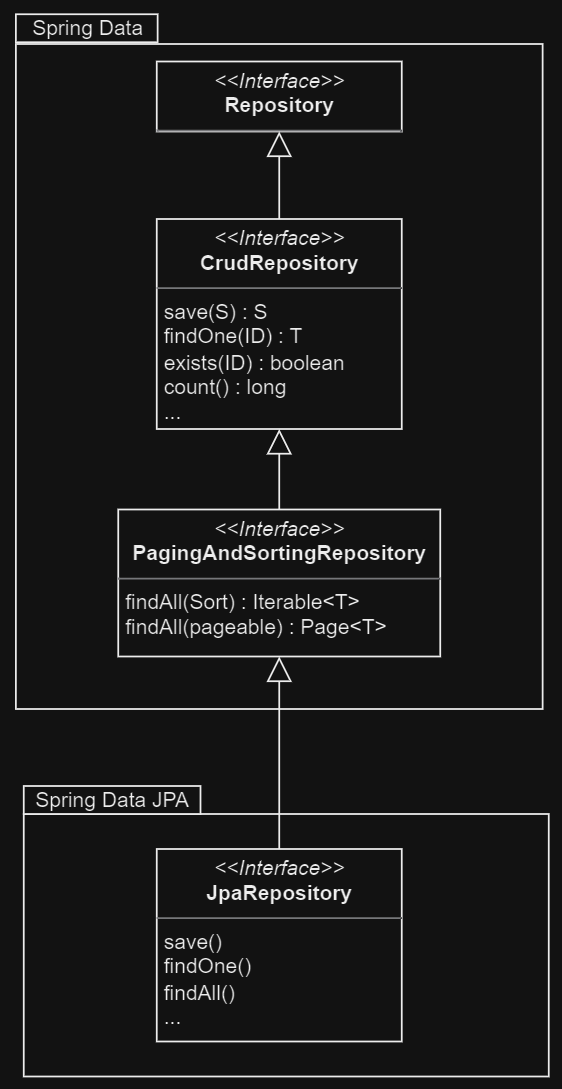 Spring Data
<<Interface>>
Repository
<<Interface>>
CrudRepository
save(S) : S
findOne(ID) : T
exists(ID) : boolean
count() : long
...
<<Interface>>
PagingAndSortingRepository
findAll(Sort) : Iterable<T>
findAll(pageable) : Page<T>
Spring Data JPA
<<Interface>>
JpaRepository
save()
findOne()
findAll()
...